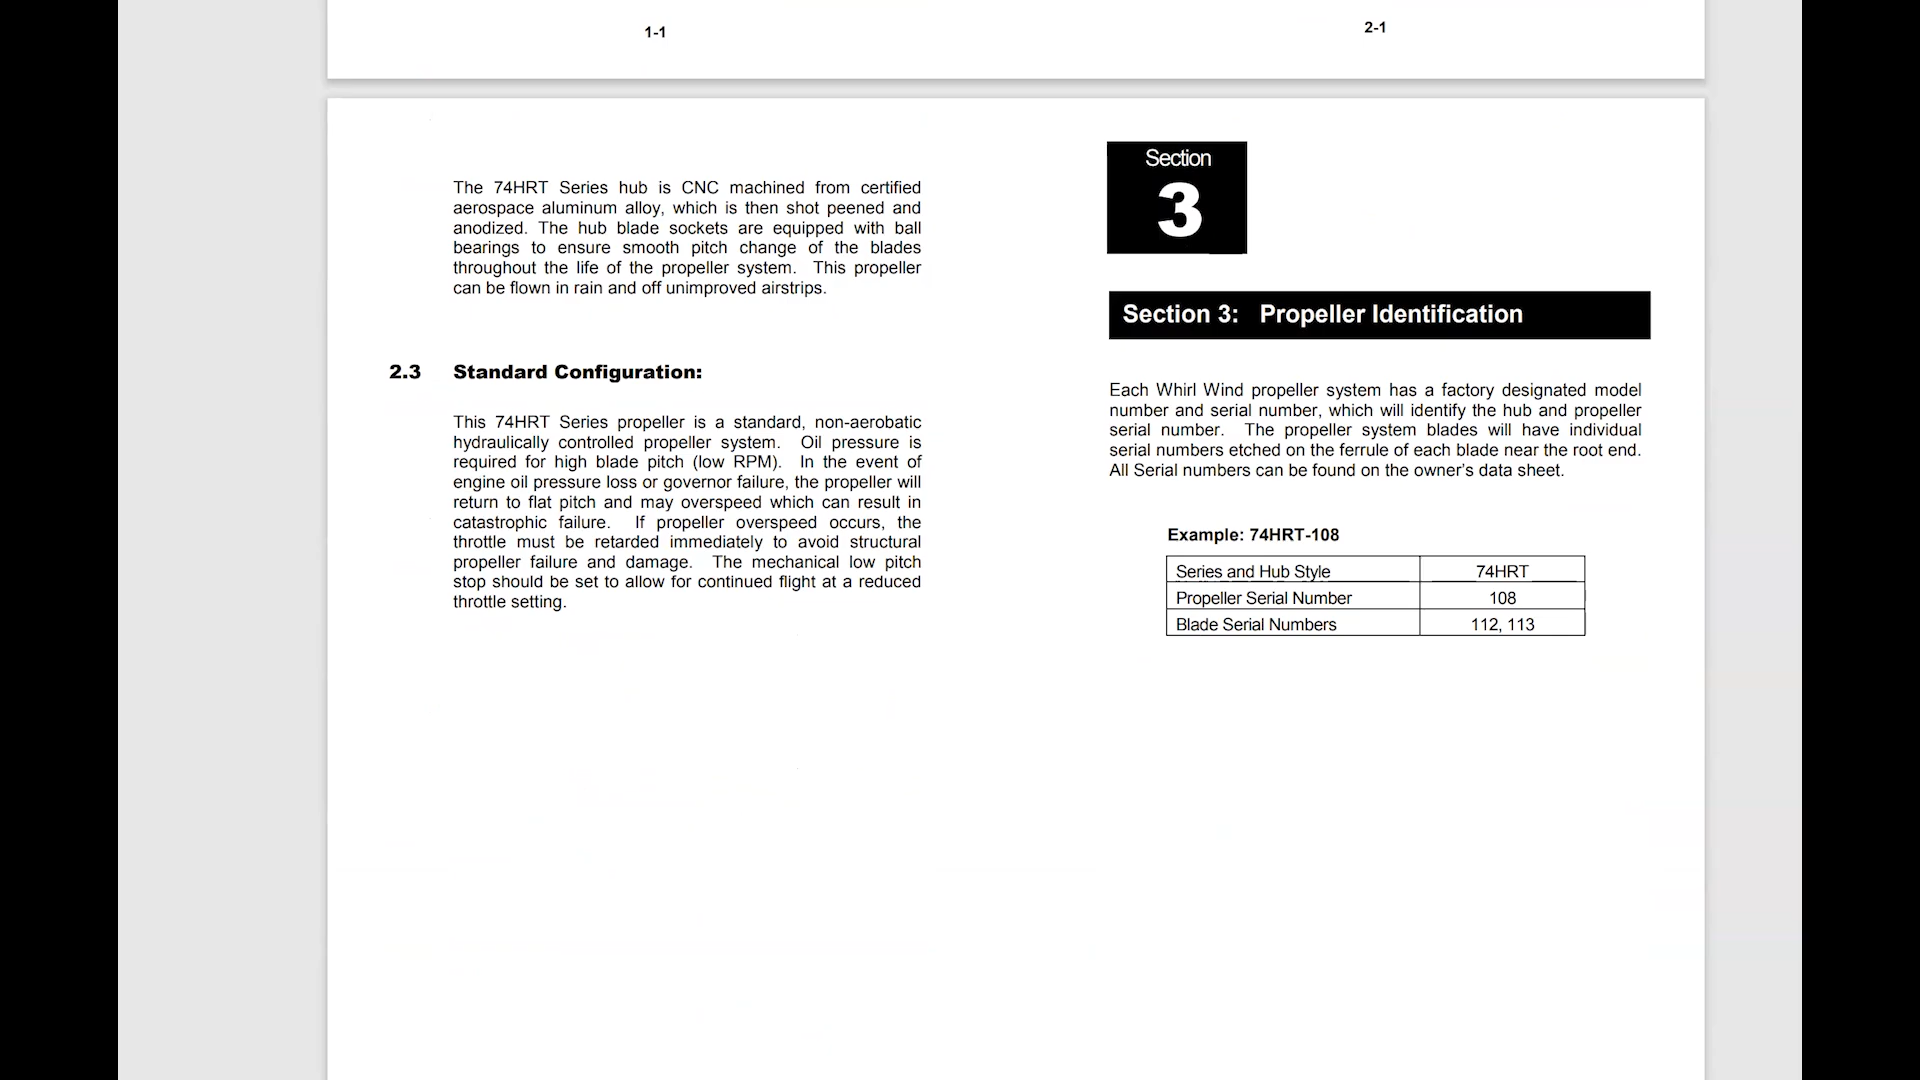 1-1
2-1
The 74HRT Series hub is CNC machined from certified
aerospace aluminum alloy, which is then shot peened and
anodized. The hub blade sockets are equipped with ball
bearings to ensure smooth pitch change of the blades
throughout the life of the propeller system. This propeller
can be flown in rain and off unimproved airstrips.
2.3 Standard Configuration:
This 74HRT Series propeller is a standard, non-aerobatic
hydraulically controlled propeller system. Oil pressure is
required for high blade pitch (low RPM). In the event of
engine oil pressure loss or governor failure, the propeller will
return to flat pitch and may overspeed which can result in
catastrophic failure. If propeller overspeed occurs, the
throttle must be retarded immediately to avoid structural
propeller failure and damage. The mechanical low pitch
stop should be set to allow for continued flight at a reduced
throttle setting.
Section
3
Section 3: Propeller Identification
Each Whirl Wind propeller system has a factory designated model
number and serial number, which will identify the hub and propeller
serial number. The propeller system blades will have individual
serial numbers etched on the ferrule of each blade near the root end.
All Serial numbers can be found on the owner's data sheet.
Example: 74HRT-108
Series and Hub Style 74HRT
Propeller Serial Number 108
Blade Serial Numbers 112, 113